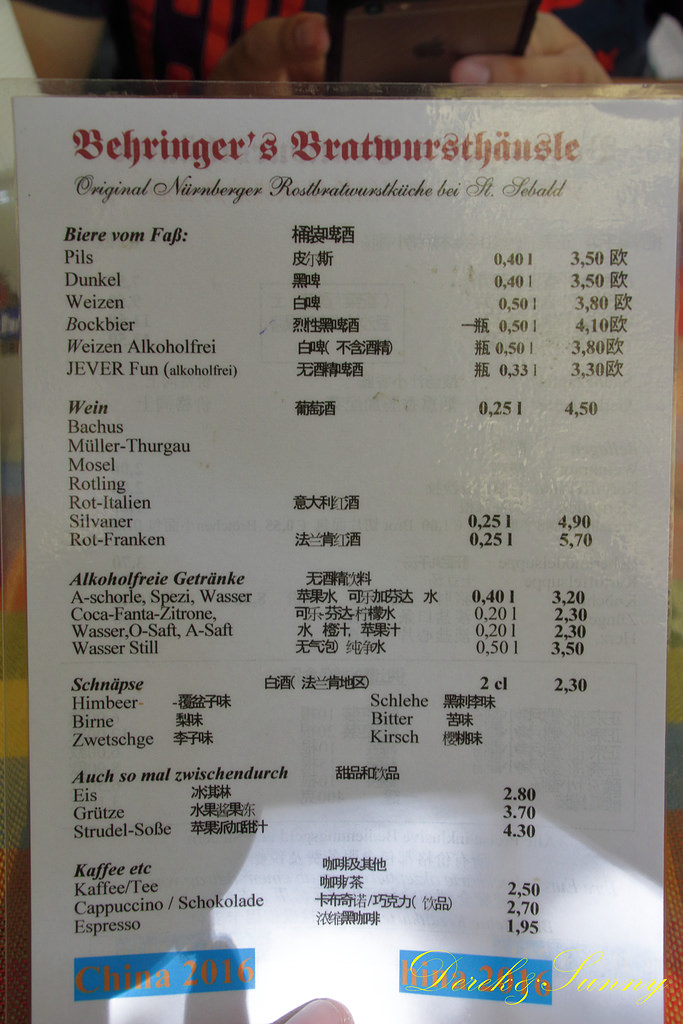 Behringer's Bratwursthäusle
Original Nürnberger Rostbratwurstküche bei St. Sebald
Biere vom Faß: 桶装啤酒
Pils 皮尔斯 0,40 l 3,50 欧
Dunkel 黑啤 0,40 l 3,50 欧
Weizen 白啤 0,50 l 3,80 欧
Bockbier 烈性黑啤酒 一瓶 0,50 l 4,10欧
Weizen Alkoholfrei 白啤( 不含酒精) 瓶 0,50 l 3,80欧
JEVER Fun (alkoholfrei) 无酒精啤酒 瓶 0,33 l 3,30欧
Wein 葡萄酒 0,25 l 4,50
Bachus
Müller-Thurgau
Mosel
Rotling
Rot-Italien 意大利红酒
Silvaner 0,25 l 4,90
Rot-Franken 法兰肯红酒 0,25 l 5,70
Alkoholfreie Getränke 无酒精饮料
A-schorle, Spezi, Wasser 苹果水 可乐加芬达 水 0,40 l 3,20
Coca-Fanta-Zitrone, 可乐- 芬达-柠檬水 0,20 l 2,30
Wasser,O-Saft, A-Saft 水, 橙汁, 苹果汁 0,20 l 2,30
Wasser Still 无气泡) 纯净水 0,50 l 3,50
Schnäpse 白酒( 法兰肯地区) 2 cl 2,30
Himbeer- -覆盆子味 Schlehe 黑刺李味
Birne 梨味 Bitter 苦味
Zwetschge 李子味 Kirsch 樱桃味
Auch so mal zwischendurch 甜品和饮品
Eis 冰淇淋 2.80
Grütze 水果酱果冻 3.70
Strudel-Soße 苹果派加甜汁 4.30
Kaffee etc 咖啡及其他
Kaffee/Tee 咖啡/茶 2,50
Cappuccino / Schokolade 卡布奇诺/巧克力( 饮品) 2,70
Espresso 浓缩黑咖啡 1,95
China 2016 hina 2016
Derek&Sunny